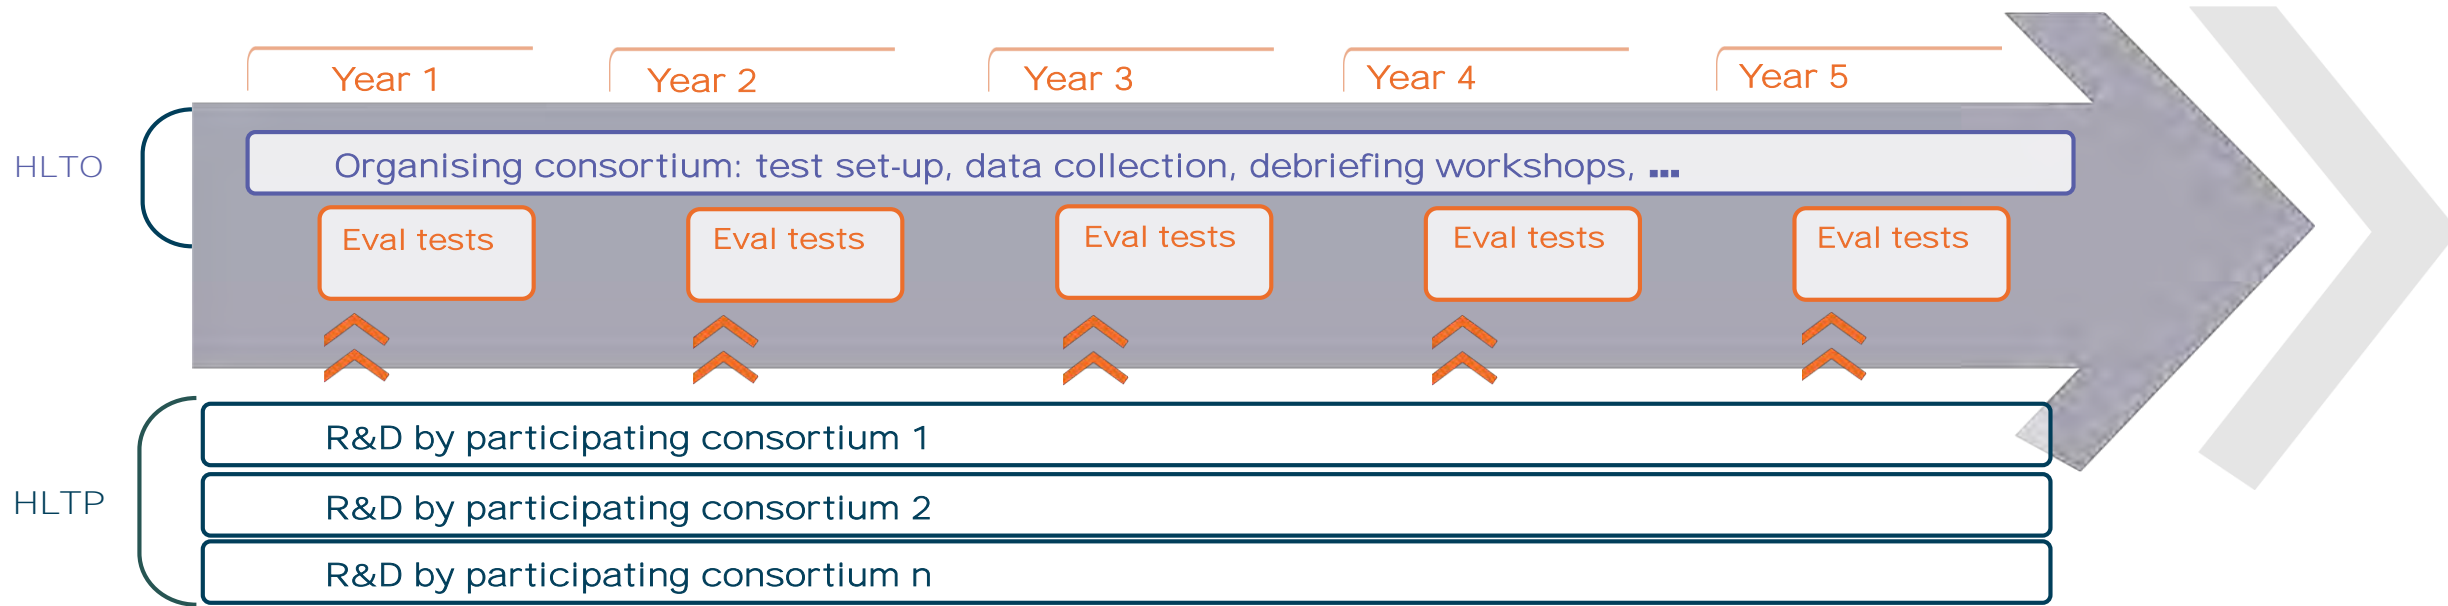 Year 1
Year 2
Year 3
Year 4
Year 5
HLTO
Organising consortium: test set-up, data collection, debriefing workshops, ...
Eval tests
Eval tests
Eval tests
Eval tests
Eval tests
HLTP
R&D by participating consortium 1
R&D by participating consortium 2
R&D by participating consortium n